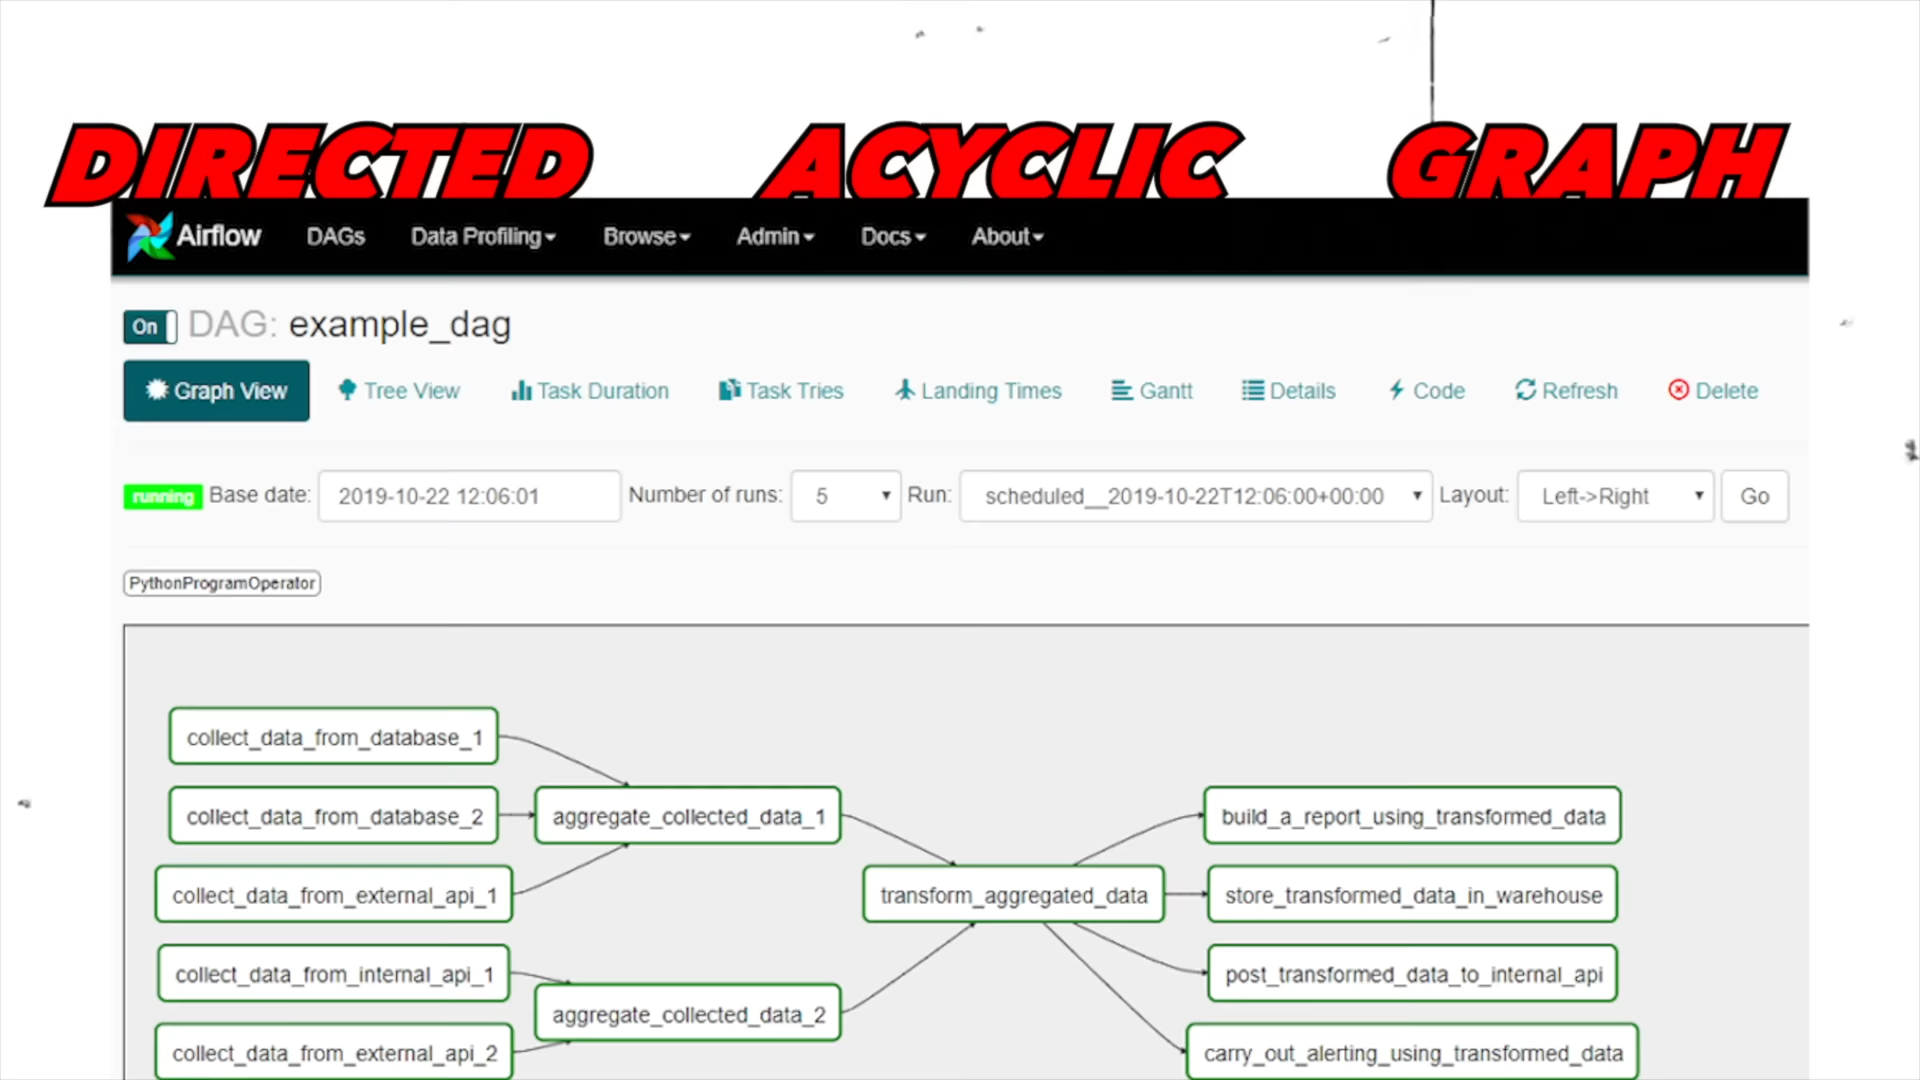 DIRECTED ACYCLIC GRAPH
Airflow DAGs Data Profiling Browse Admin Docs About
On DAG: example_dag
Graph View Tree View Task Duration Task Tries Landing Times Gantt Details Code Refresh Delete
running Base date: 2019-10-22 12:06:01 Number of runs: 5 Run: scheduled__2019-10-22T12:06:00+00:00 Layout: Left->Right Go
PythonProgramOperator
collect_data_from_database_1
collect_data_from_database_2 aggregate_collected_data_1 build_a_report_using_transformed_data
collect_data_from_external_api_1 transform_aggregated_data store_transformed_data_in_warehouse
collect_data_from_internal_api_1 post_transformed_data_to_internal_api
aggregate_collected_data_2
collect_data_from_external_api_2 carry_out_alerting_using_transformed_data